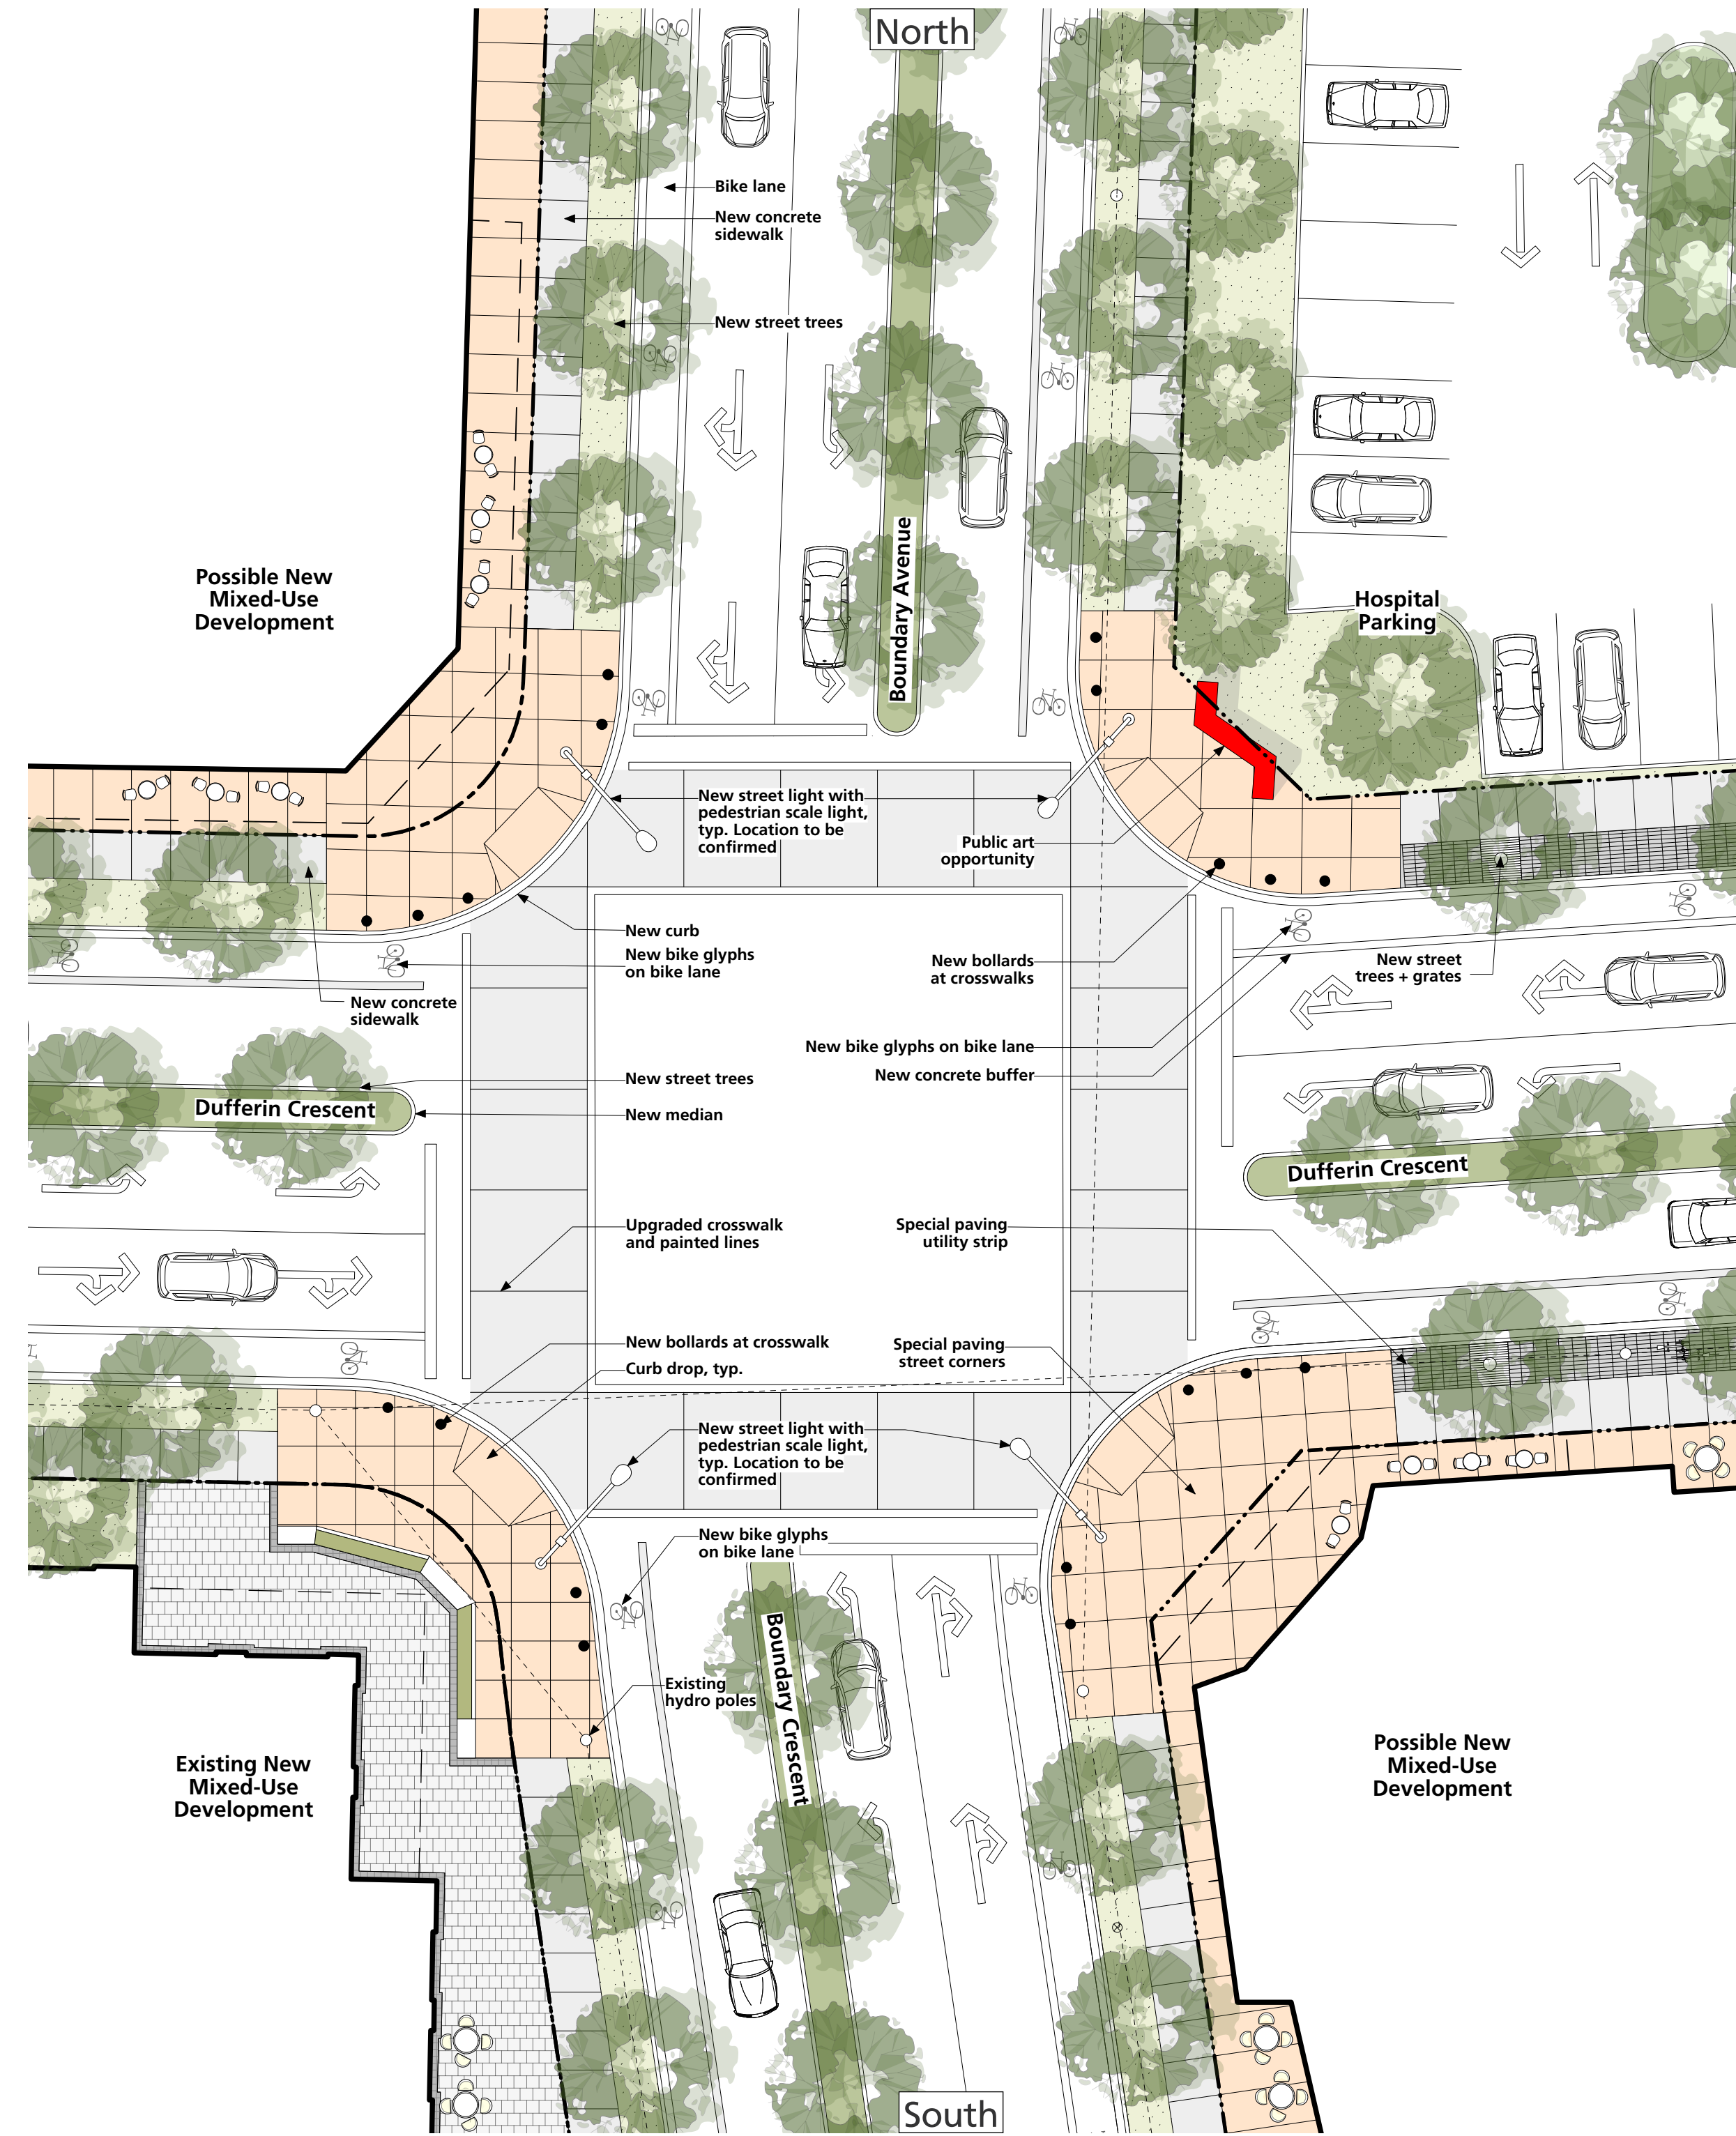 North
Bike lane
New concrete
sidewalk
New street trees
Boundary Avenue
Possible New
Mixed-Use
Development
Hospital
Parking
New street light with
pedestrian scale light,
typ. Location to be
confirmed
Public art
opportunity
New curb
New bike glyphs
on bike lane
New bollards
at crosswalks
New street
trees + grates
New concrete
sidewalk
New bike glyphs on bike lane
New concrete buffer
New street trees
Dufferin Crescent
New median
Dufferin Crescent
Upgraded crosswalk
and painted lines
Special paving
utility strip
New bollards at crosswalk
Curb drop, typ.
Special paving
street corners
New street light with
pedestrian scale light,
typ. Location to be
confirmed
New bike glyphs
on bike lane
Boundary Crescent
Existing
hydro poles
Existing New
Mixed-Use
Development
Possible New
Mixed-Use
Development
South